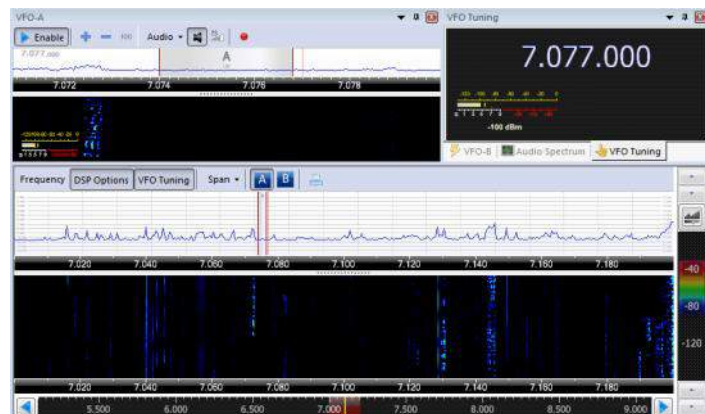 VFO-A
Enable 100 Audio
7.077.000
A
7.072 7.074 7.076 7.078
VFO Tuning
7.077.000
-100 dBm
VFO-B Audio Spectrum VFO Tuning
Frequency DSP Options VFO Tuning Span A B
7.020 7.040 7.060 7.080 7.100 7.120 7.140 7.160 7.180
-40
-80
-120
7.020 7.040 7.060 7.080 7.100 7.120 7.140 7.160 7.180
5.500 6.000 6.500 7.000 7.500 8.000 8.500 9.000